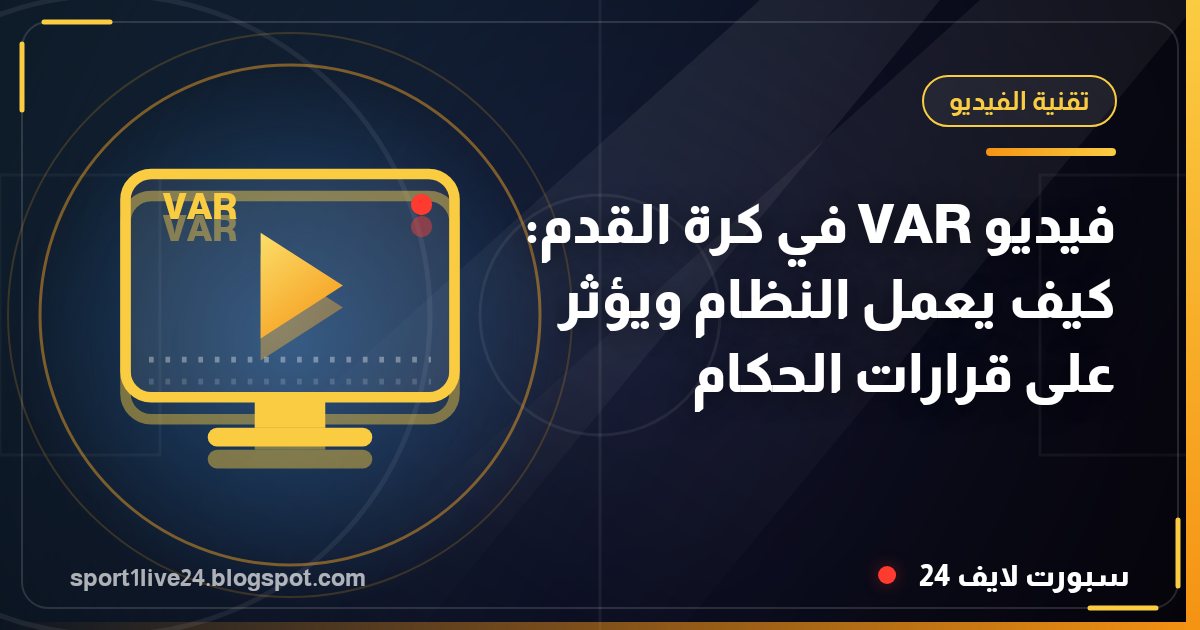 تقنية الفيديو
فيديو VAR في كرة القدم:
كيف يعمل النظام ويؤثر
على قرارات الحكام
VAR
VAR
سبورت لايف 24
sport1live24.blogspot.com